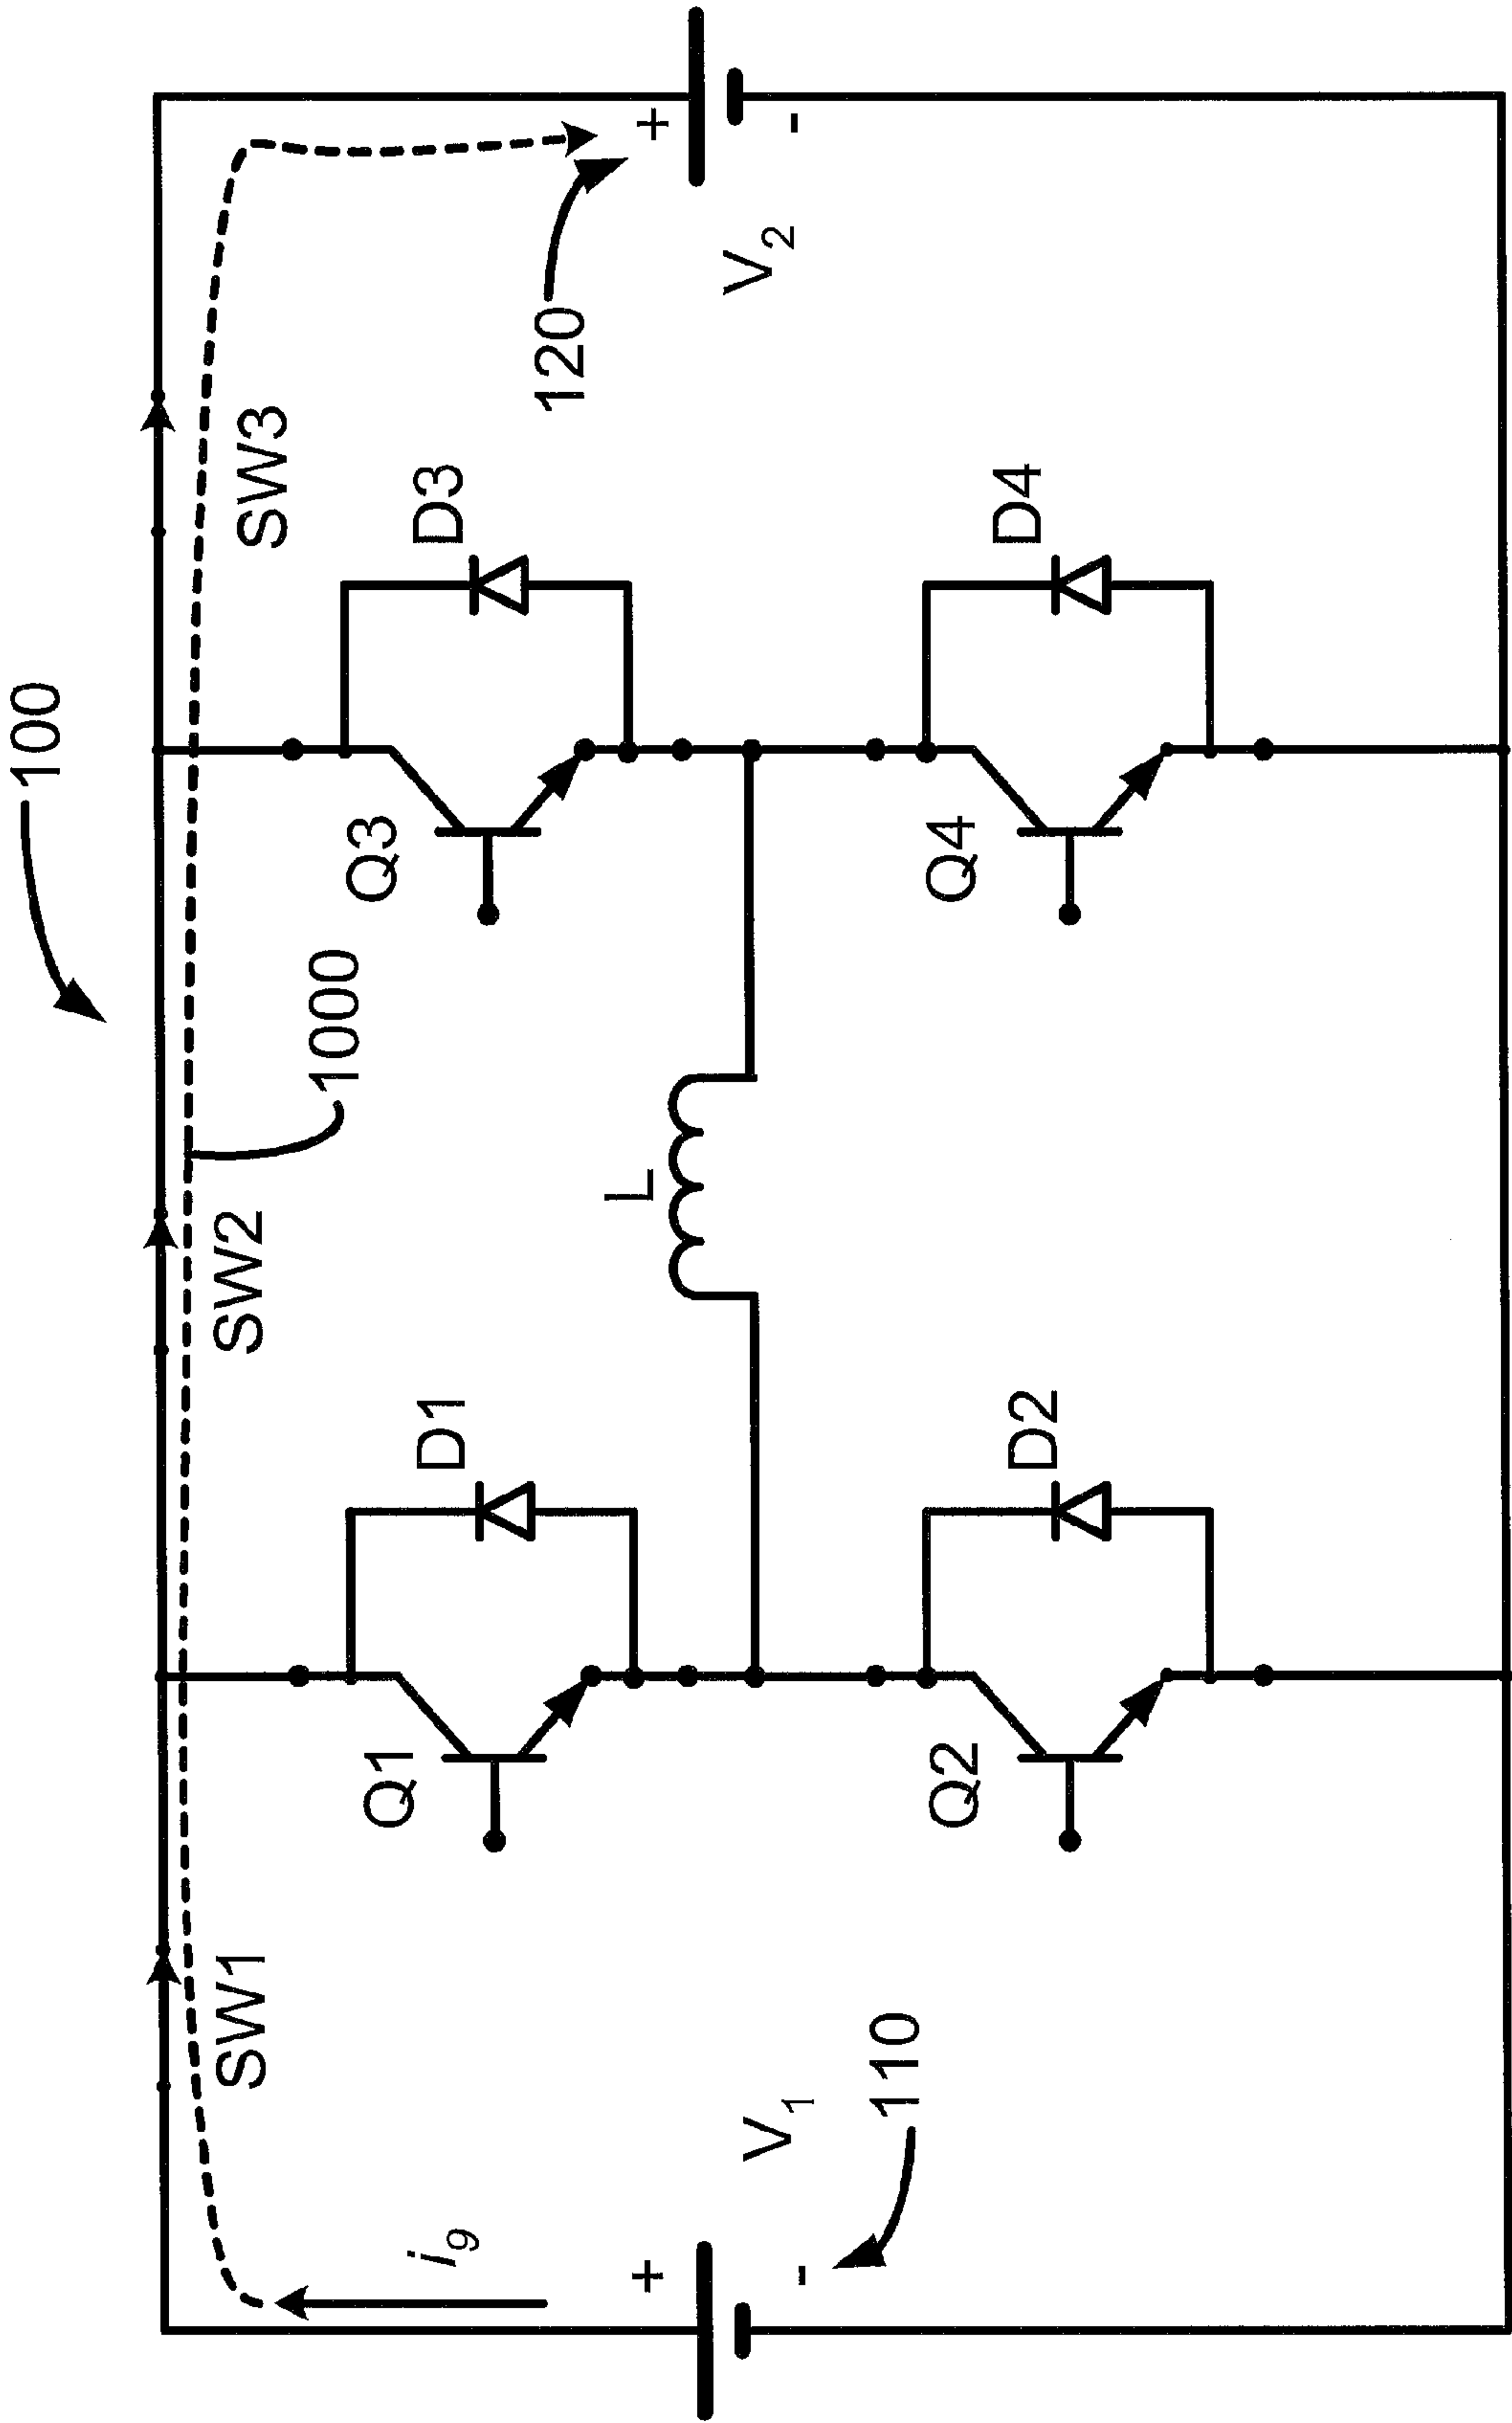 100
SW1
SW2
SW3
1000
i9
Q1
D1
Q3
D3
120
+
+
L
V1
V2
-
-
110
Q2
D2
Q4
D4